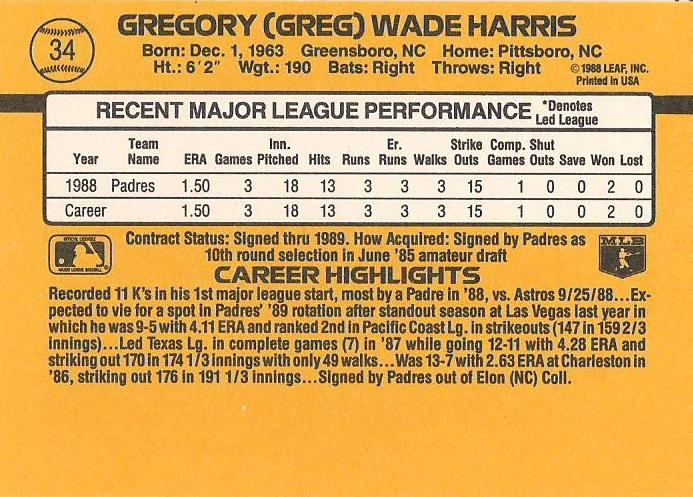 34
GREGORY (GREG) WADE HARRIS
Born: Dec. 1, 1963 Greensboro, NC Home: Pittsboro, NC
Ht.: 6'2" Wgt.: 190 Bats: Right Throws: Right
© 1988 LEAF, INC.
Printed in USA
RECENT MAJOR LEAGUE PERFORMANCE *Denotes
Led League
Team Inn. Er. Strike Comp. Shut
Year Name ERA Games Pitched Hits Runs Runs Walks Outs Games Outs Save Won Lost
1988 Padres 1.50 3 18 13 3 3 3 15 1 0 0 2 0
Career 1.50 3 18 13 3 3 3 15 1 0 0 2 0
Contract Status: Signed thru 1989. How Acquired: Signed by Padres as
10th round selection in June '85 amateur draft
MLB
CAREER HIGHLIGHTS
Recorded 11 K's in his 1st major league start, most by a Padre in '88, vs. Astros 9/25/88...Ex-
pected to vie for a spot in Padres' '89 rotation after standout season at Las Vegas last year in
which he was 9-5 with 4.11 ERA and ranked 2nd in Pacific Coast Lg. in strikeouts (147 in 159 2/3
innings)...Led Texas Lg. in complete games (7) in '87 while going 12-11 with 4.28 ERA and
striking out 170 in 174 1/3 innings with only 49 walks...Was 13-7 with 2.63 ERA at Charleston in
'86, striking out 176 in 191 1/3 innings...Signed by Padres out of Elon (NC) Coll.